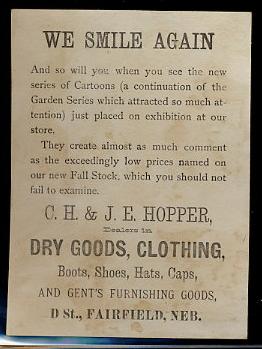 WE SMILE AGAIN
And so will you when you see the new
series of Cartoons (a continuation of the
Garden Series which attracted so much at-
tention) just placed on exhibition at our
store.
They create almost as much comment
as the exceedingly low prices named on
our new Fall Stock, which you should not
fail to examine.
C. H. & J. E. HOPPER,
Dealers in
DRY GOODS, CLOTHING,
Boots, Shoes, Hats, Caps,
AND GENT'S FURNISHING GOODS,
D St., FAIRFIELD, NEB.